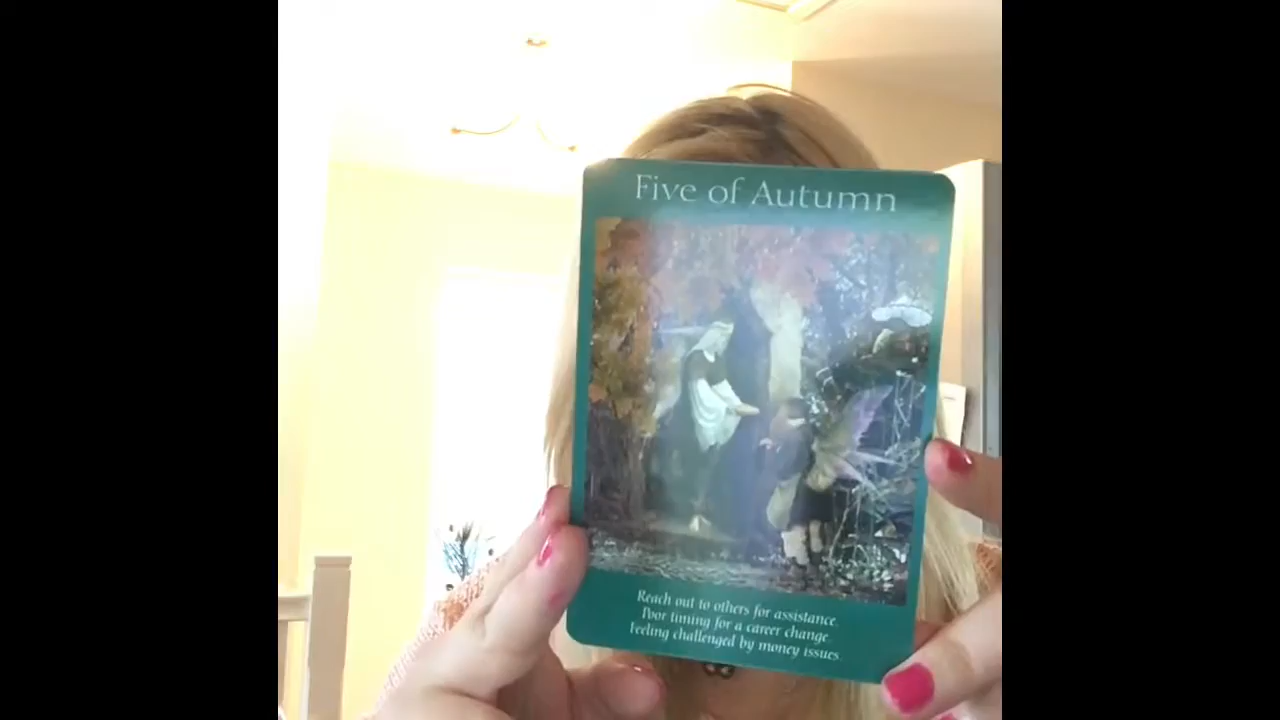 Five of Autumn
Reach out to others for assistance.
Poor timing for a career change.
Feeling challenged by money issues.